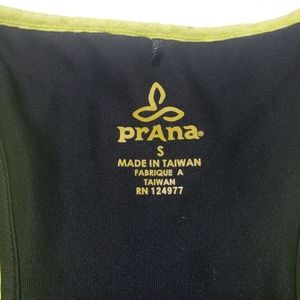 prAna®
S
MADE IN TAIWAN
FABRIQUE A
TAIWAN
RN 124977